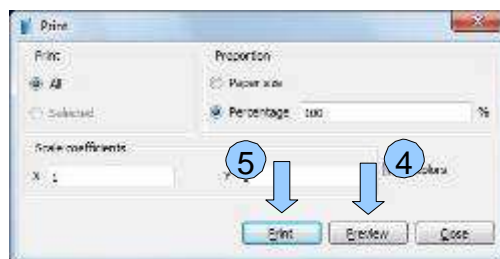 Print
Print
Proportion
All
Paper size
Selected
Percentage 100 %
Scale coefficients
5
4
X 1
Y
Print
Preview
Close